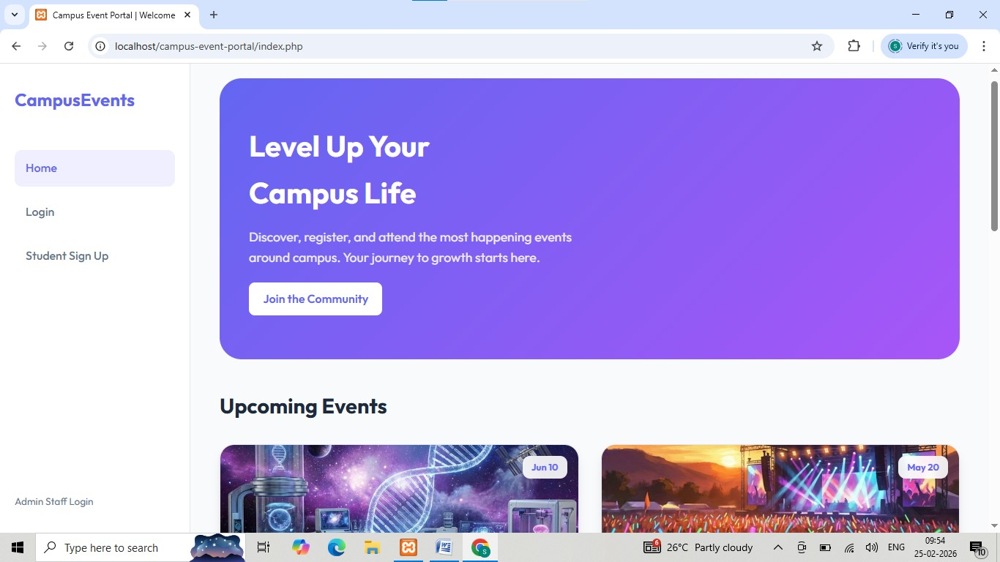 Campus Event Portal | Welcome
localhost/campus-event-portal/index.php
S
Verify it's you
CampusEvents
Home
Login
Student Sign Up
Admin Staff Login
Level Up Your
Campus Life
Discover, register, and attend the most happening events
around campus. Your journey to growth starts here.
Join the Community
Upcoming Events
Jun 10
May 20
Type here to search
W
S
6
26°C Partly cloudy
ENG
09:54
25-02-2026
10